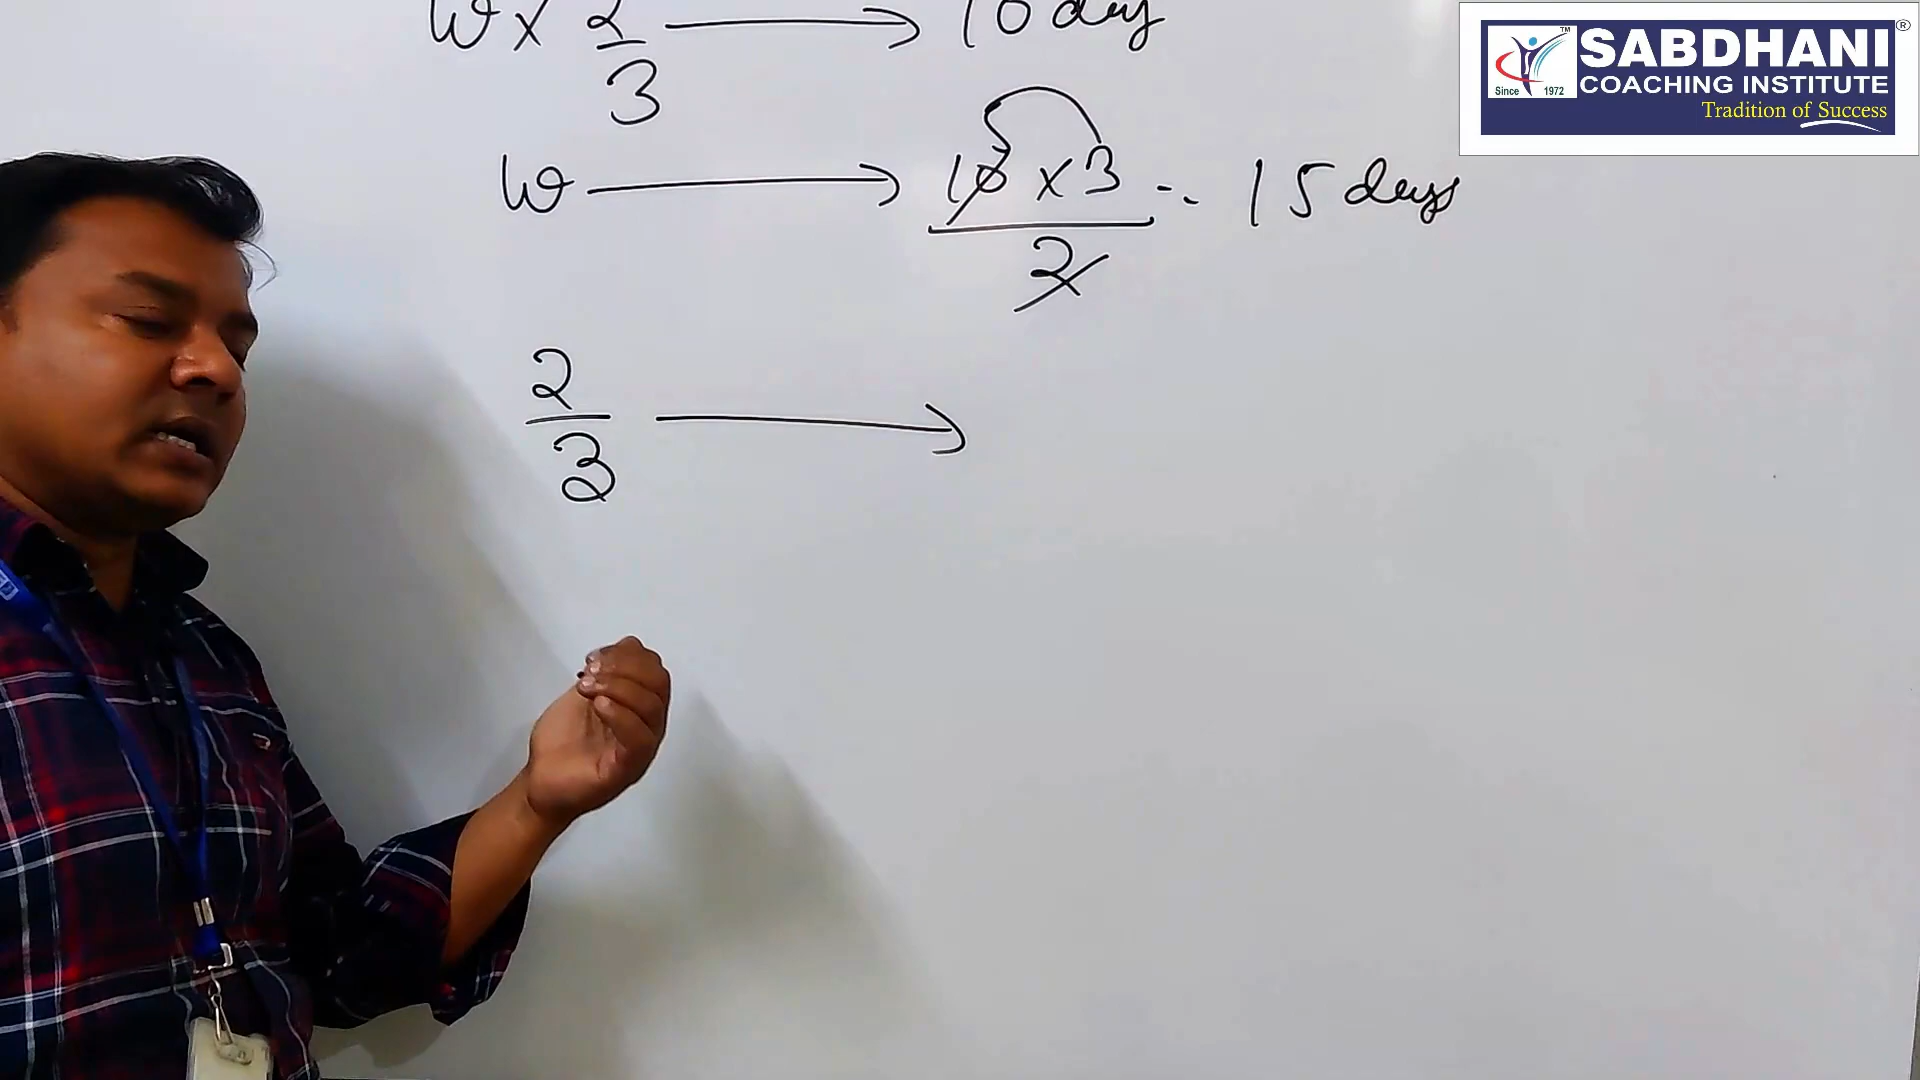 W × 2/3 → 10 days
W → 10 × 3 / 2 = 15 days
2/3 →
SABDHANI ®
COACHING INSTITUTE
Tradition of Success
TM
Since 1972